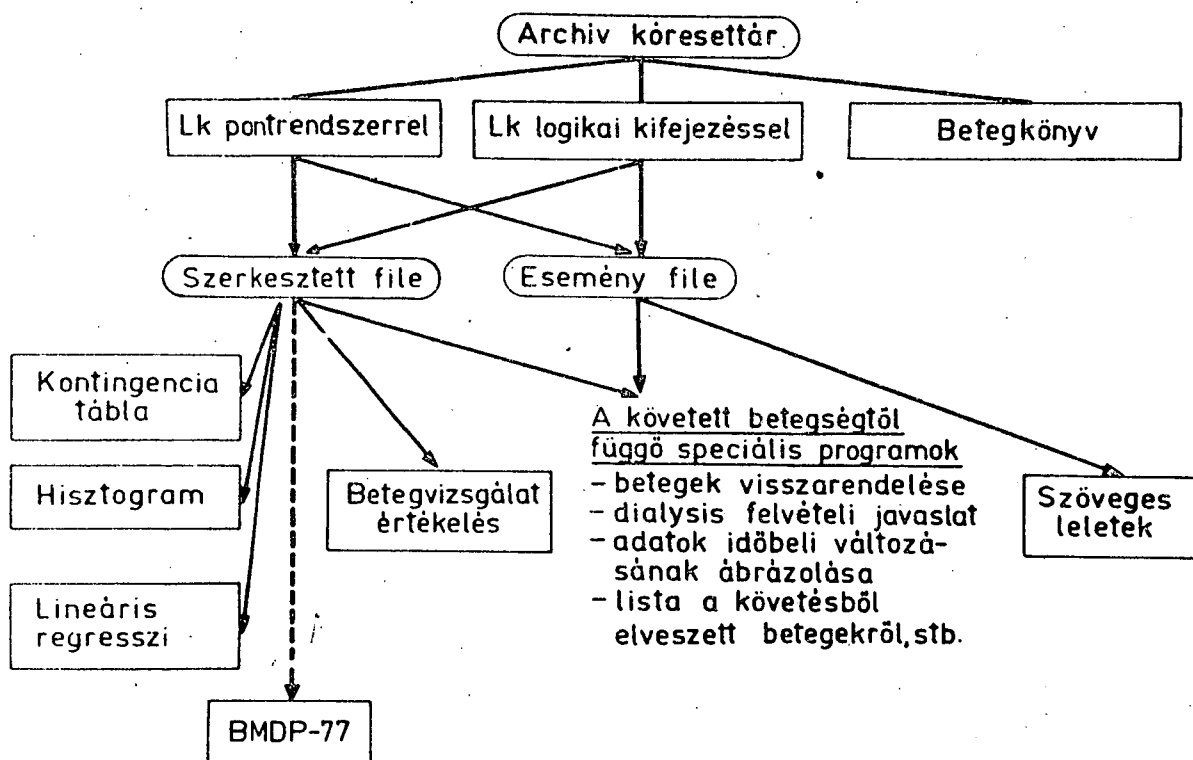 Archiv kóresettár
Lk pontrendszerrel
Lk logikai kifejezéssel
Betegkönyv
Szerkesztett file
Esemény file
Kontingencia
tábla
Hisztogram
Lineáris
regresszi
Betegvizsgálat
értékelés
A követett betegségtől
függő speciális programok
- betegek visszarendelése
- dialysis felvételi javaslat
- adatok időbeli változá-
sának ábrázolása
- lista a követésből
elveszett betegekről, stb.
Szöveges
leletek
BMDP-77